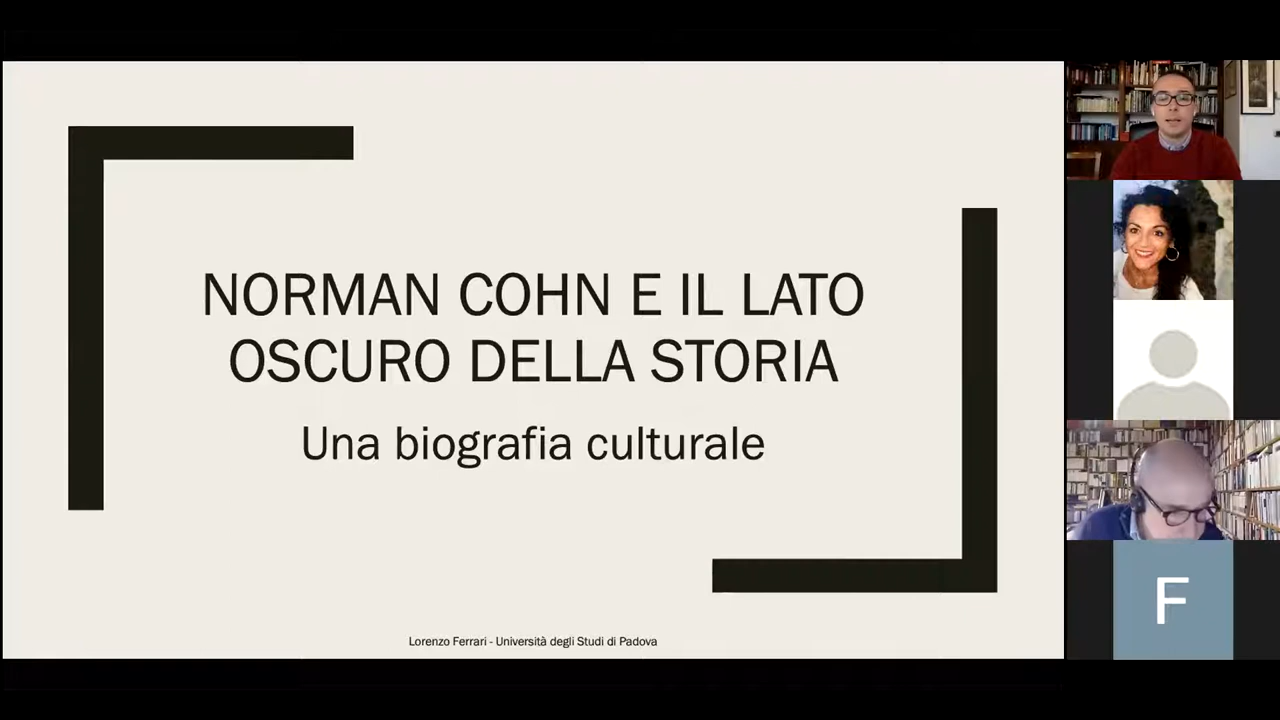 NORMAN COHN E IL LATO
OSCURO DELLA STORIA
Una biografia culturale
Lorenzo Ferrari - Università degli Studi di Padova
F